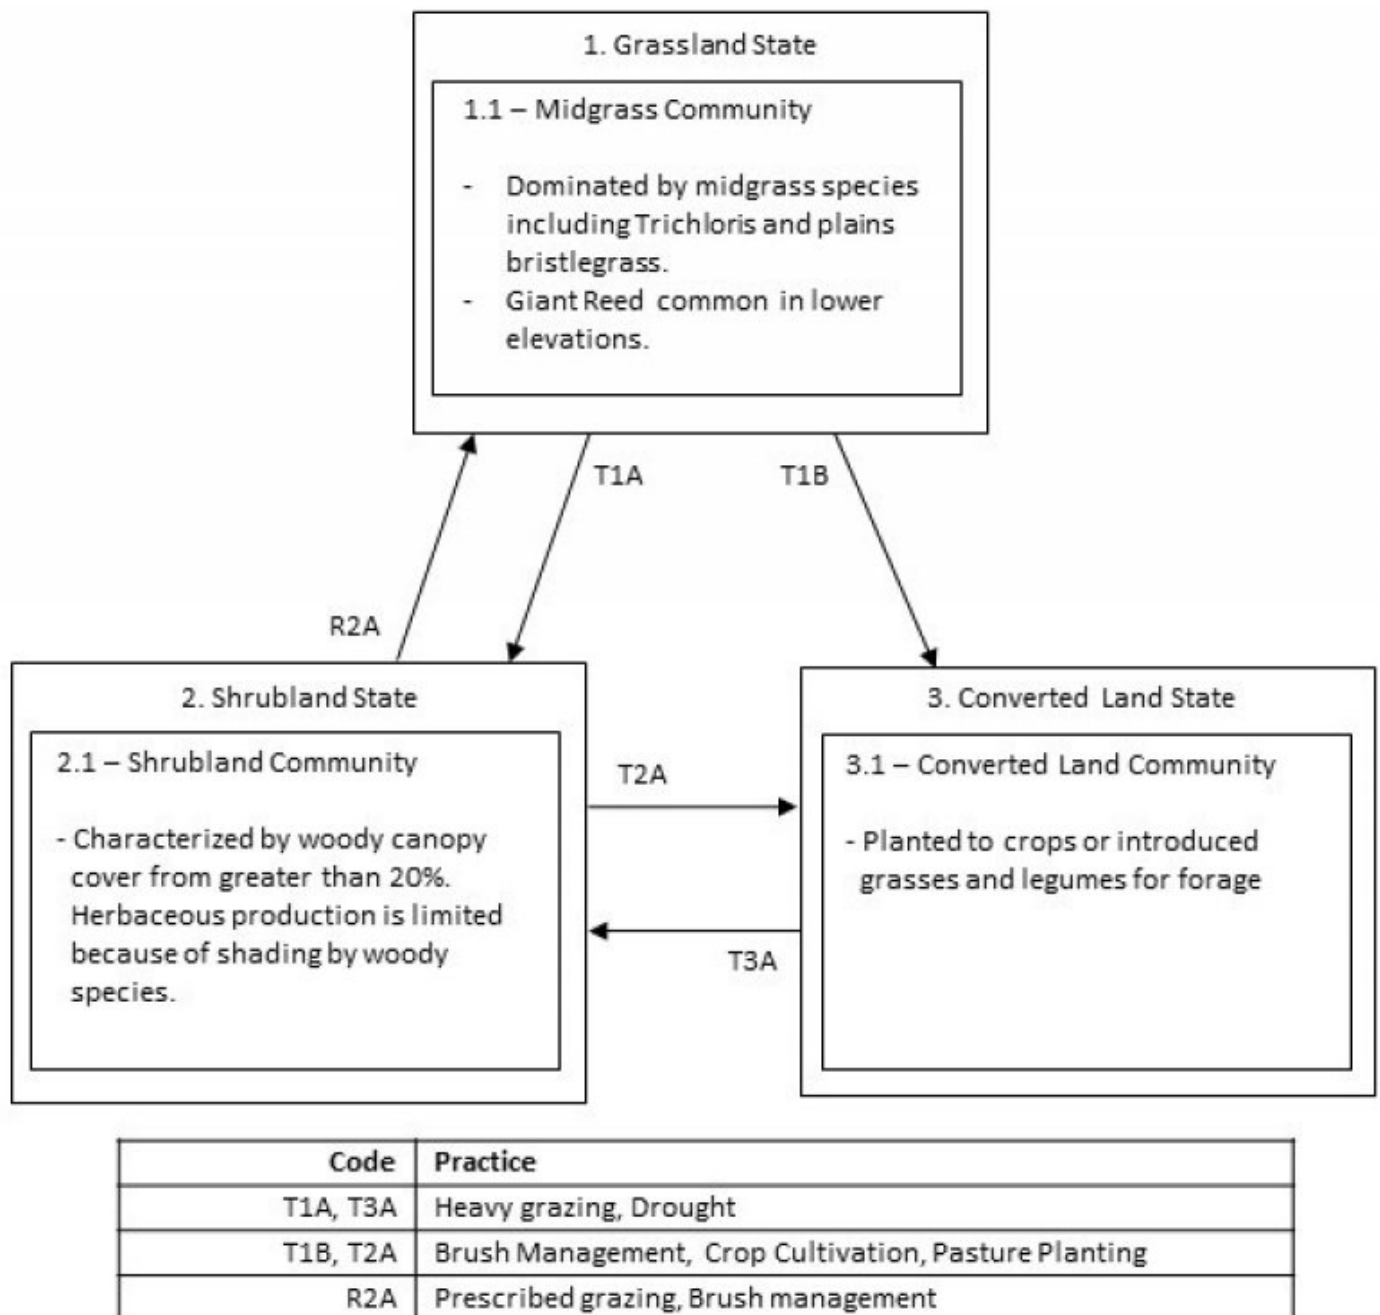 1. Grassland State
1.1 – Midgrass Community
- Dominated by midgrass species
including Trichloris and plains
bristlegrass.
- Giant Reed common in lower
elevations.
T1A
T1B
R2A
2. Shrubland State
2.1 – Shrubland Community
- Characterized by woody canopy
cover from greater than 20%.
Herbaceous production is limited
because of shading by woody
species.
T2A
T3A
3. Converted Land State
3.1 – Converted Land Community
- Planted to crops or introduced
grasses and legumes for forage
Code Practice
T1A, T3A Heavy grazing, Drought
T1B, T2A Brush Management, Crop Cultivation, Pasture Planting
R2A Prescribed grazing, Brush management